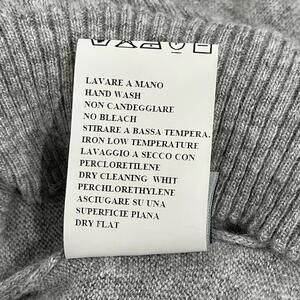 LAVARE A MANO
HAND WASH
NON CANDEGGIARE
NO BLEACH
STIRARE A BASSA TEMPERA.
IRON LOW TEMPERATURE
LAVAGGIO A SECCO CON
PERCLORETILENE
DRY CLEANING WHIT
PERCHLORETHYLENE
ASCIUGARE SU UNA
SUPERFICIE PIANA
DRY FLAT